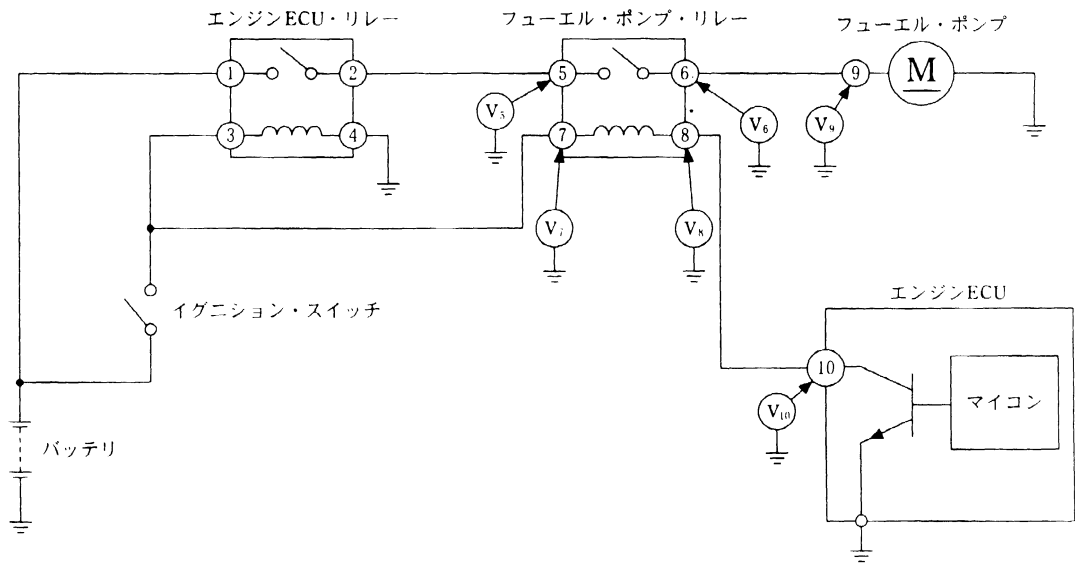 エンジンECU・リレー
フューエル・ポンプ・リレー
フューエル・ポンプ
1
2
5
6
9
M
V5
V6
V9
3
4
7
8
V7
V8
イグニション・スイッチ
エンジンECU
10
マイコン
V10
バッテリ